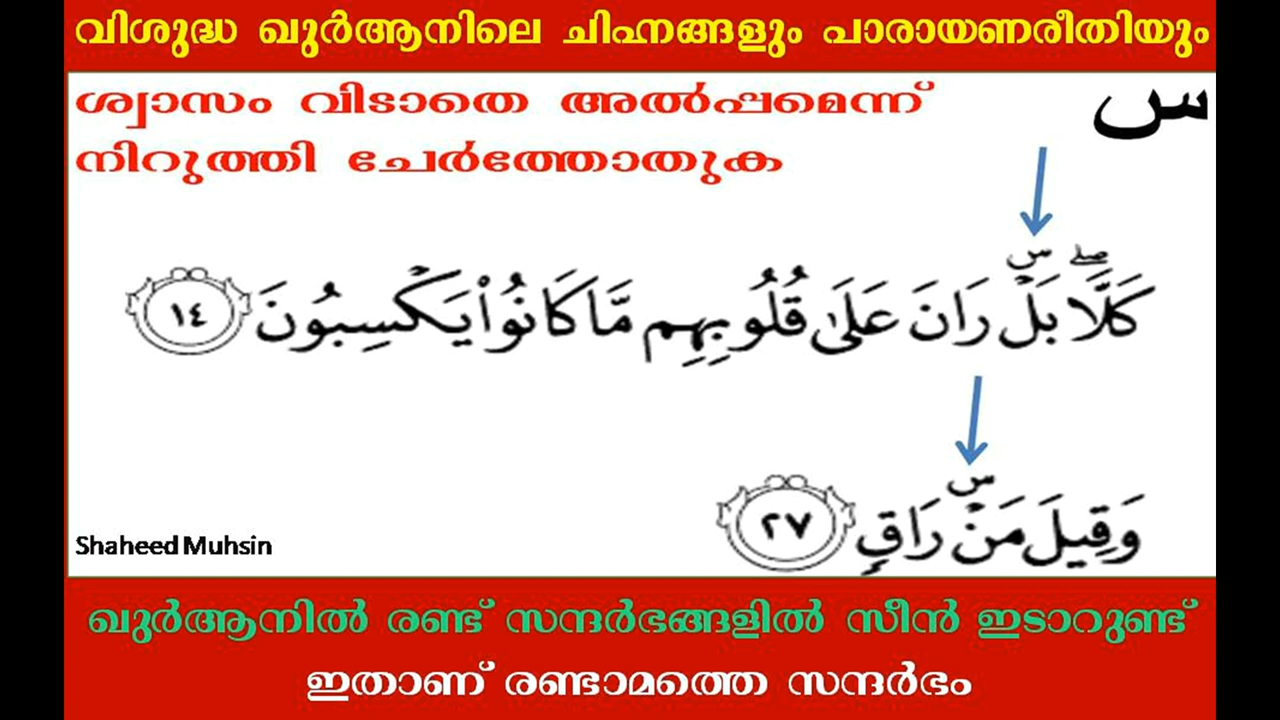 വിശുദ്ധ ഖുർആനിലെ ചിഹ്നങ്ങളും പാരായണരീതിയും
ശ്വാസം വിടാതെ അൽപ്പമെന്ന് س
നിറുത്തി ചേർത്തോതുക
كَلَّاۖ بَلْۜ رَانَ عَلَىٰ قُلُوبِهِم مَّا كَانُوا۟ يَكْسِبُونَ ١٤
وَقِيلَ مَنْۜ رَاقٍ ٢٧
Shaheed Muhsin
ഖുർആനിൽ രണ്ട് സന്ദർഭങ്ങളിൽ സീൻ ഇടാറുണ്ട്
ഇതാണ് രണ്ടാമത്തെ സന്ദർഭം